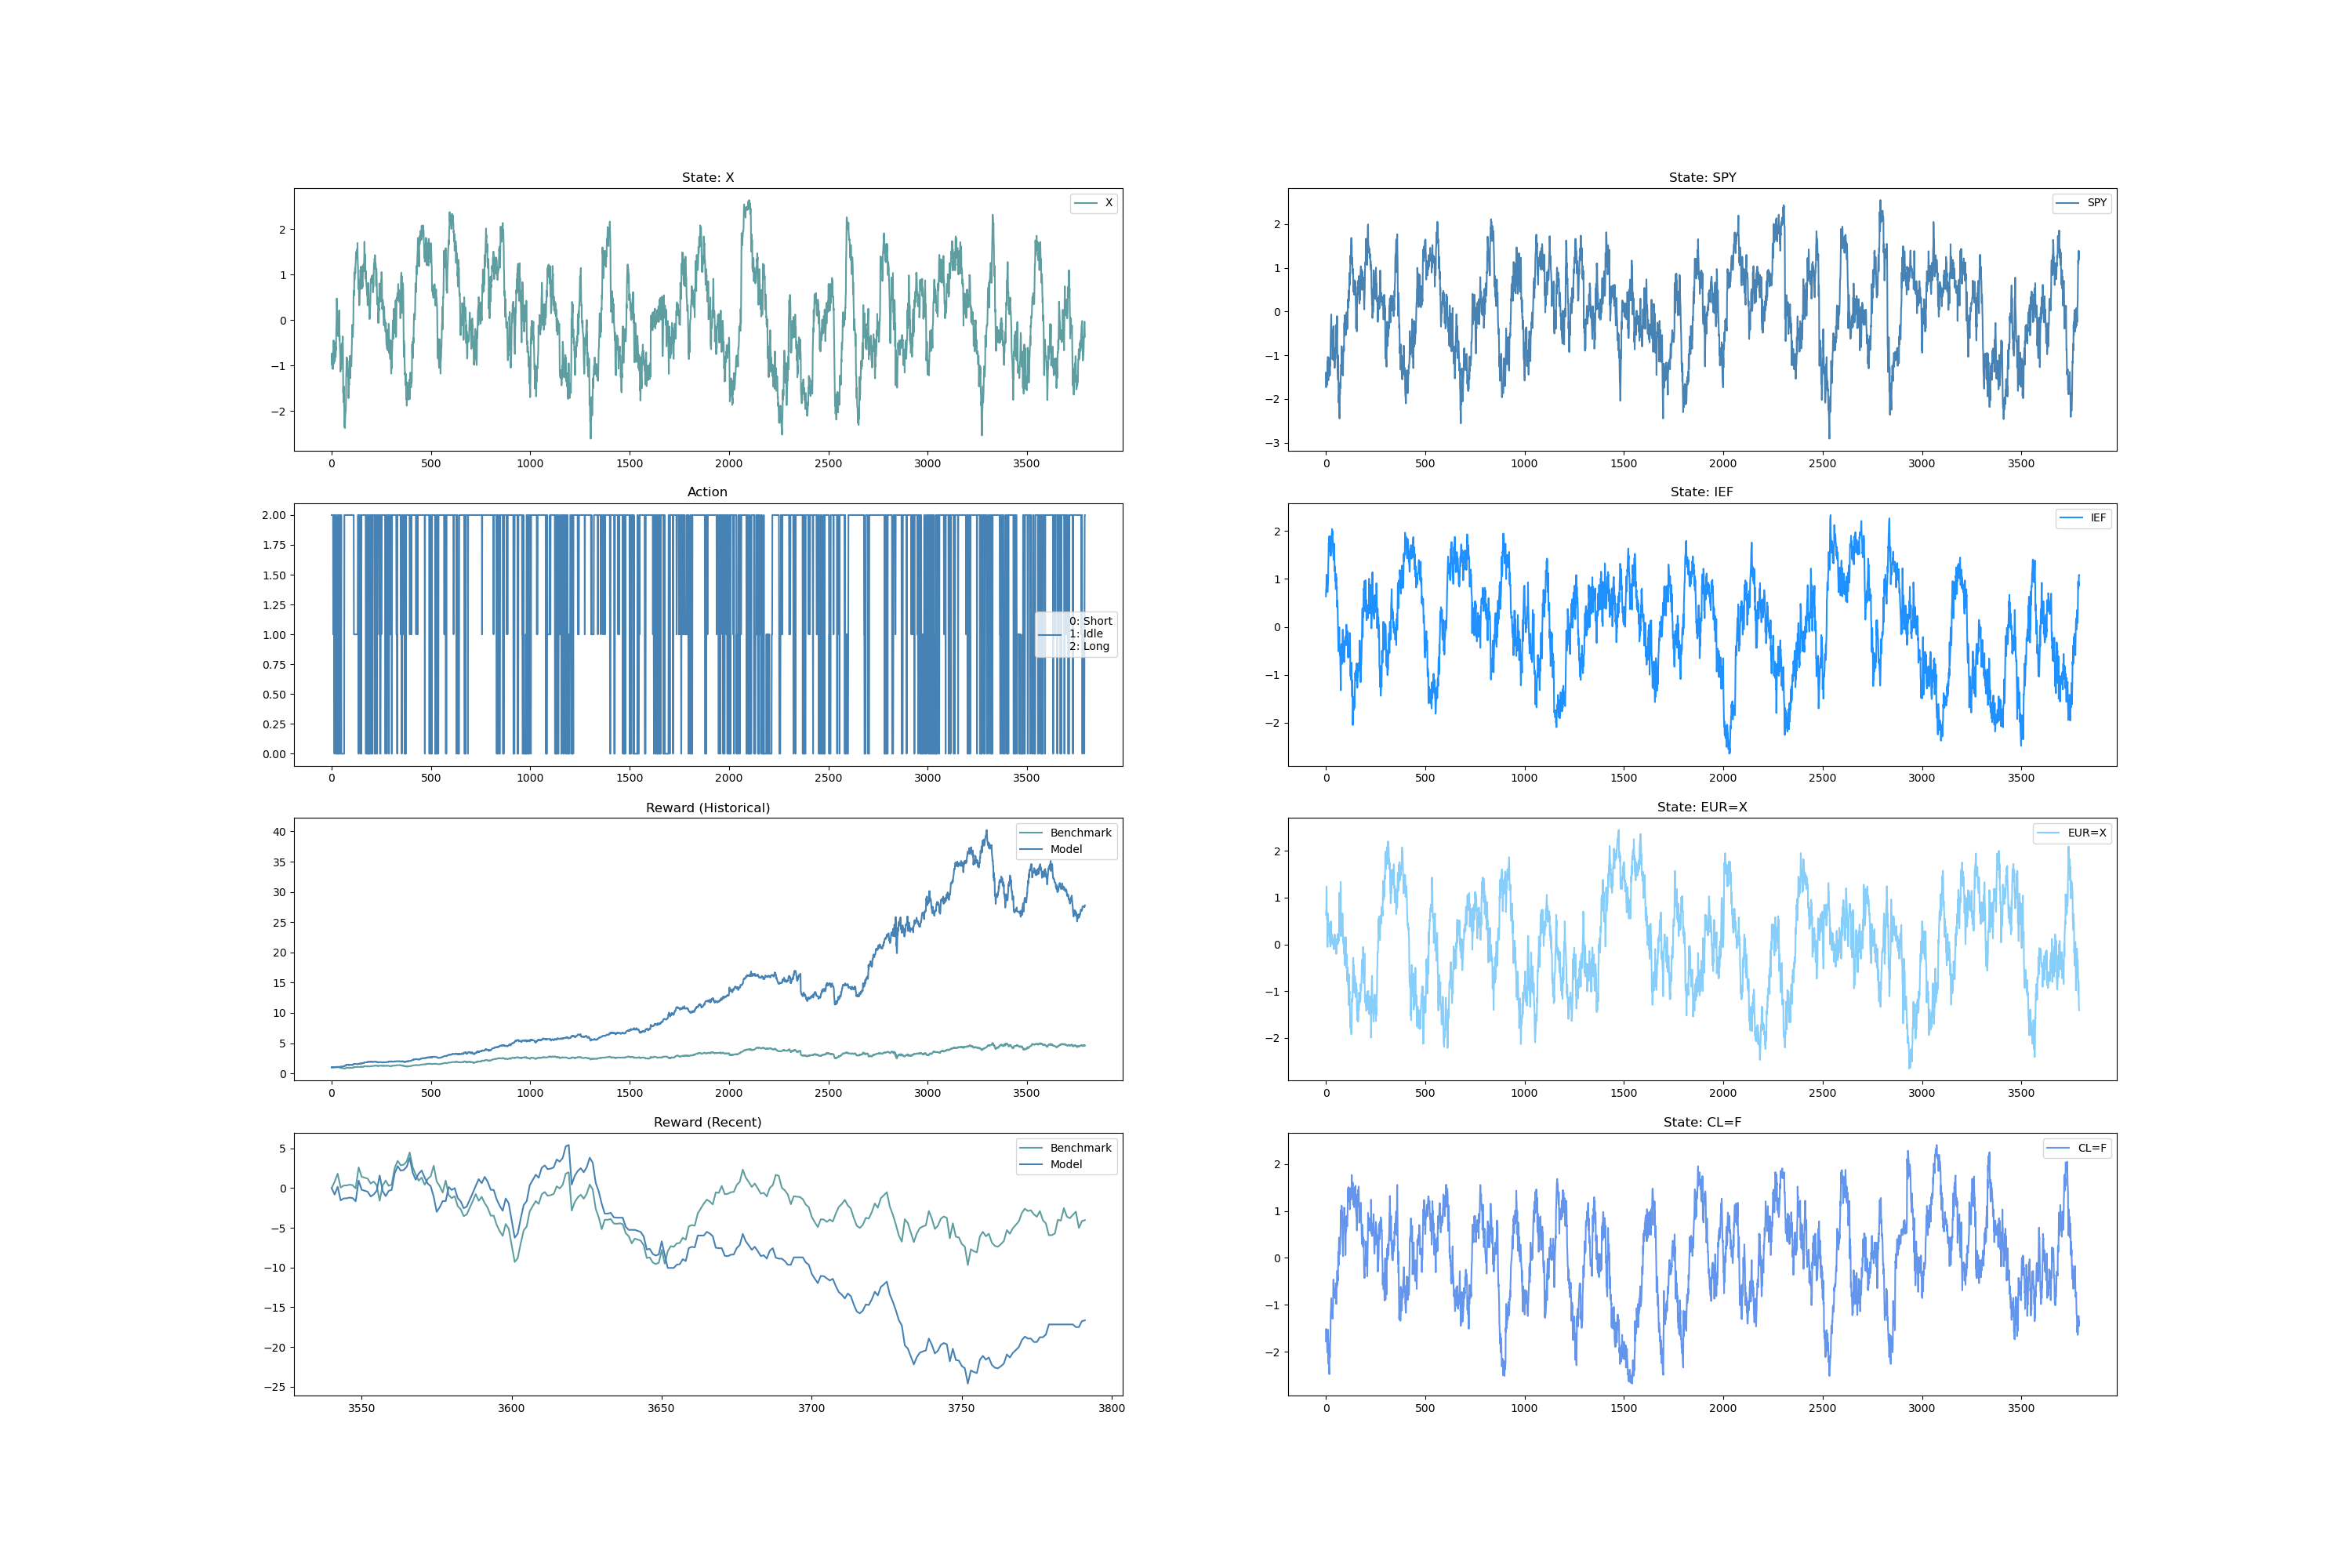 State: X
X
2
1
0
−1
−2
0 500 1000 1500 2000 2500 3000 3500
Action
2.00
1.75
1.50
1.25
1.00
0.75
0.50
0.25
0.00
0: Short
1: Idle
2: Long
0 500 1000 1500 2000 2500 3000 3500
Reward (Historical)
Benchmark
Model
40
35
30
25
20
15
10
5
0
0 500 1000 1500 2000 2500 3000 3500
Reward (Recent)
Benchmark
Model
5
0
−5
−10
−15
−20
−25
3550 3600 3650 3700 3750 3800
State: SPY
SPY
2
1
0
−1
−2
−3
0 500 1000 1500 2000 2500 3000 3500
State: IEF
IEF
2
1
0
−1
−2
0 500 1000 1500 2000 2500 3000 3500
State: EUR=X
EUR=X
2
1
0
−1
−2
0 500 1000 1500 2000 2500 3000 3500
State: CL=F
CL=F
2
1
0
−1
−2
0 500 1000 1500 2000 2500 3000 3500